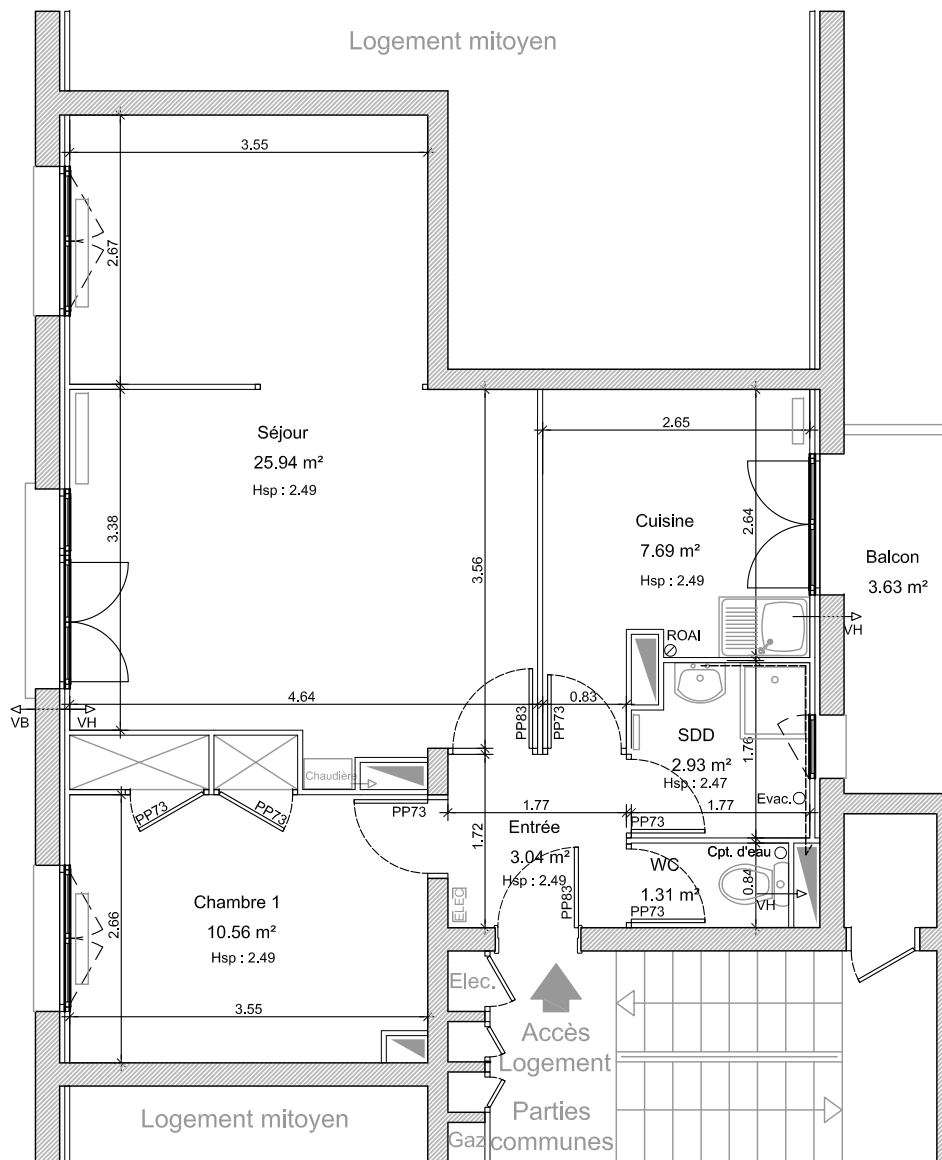 Logement mitoyen
3.55
2.67
Séjour
25.94 m²
Hsp : 2.49
3.38
3.56
2.65
2.64
Cuisine
7.69 m²
Hsp : 2.49
Balcon
3.63 m²
ROAI
VH
VB
VH
4.64
PP83
PP73
0.83
SDD
2.93 m²
Hsp : 2.47
1.76
Evac.
Chaudière
PP73
PP73
PP73
1.77
1.77
PP73
1.72
Entrée
3.04 m²
Hsp : 2.49
PP83
WC
1.31 m²
Cpt. d'eau
0.84
VH
PP73
ELEC
Chambre 1
10.56 m²
Hsp : 2.49
2.66
3.55
Elec.
Accès
Logement
Parties
communes
Gaz
Logement mitoyen